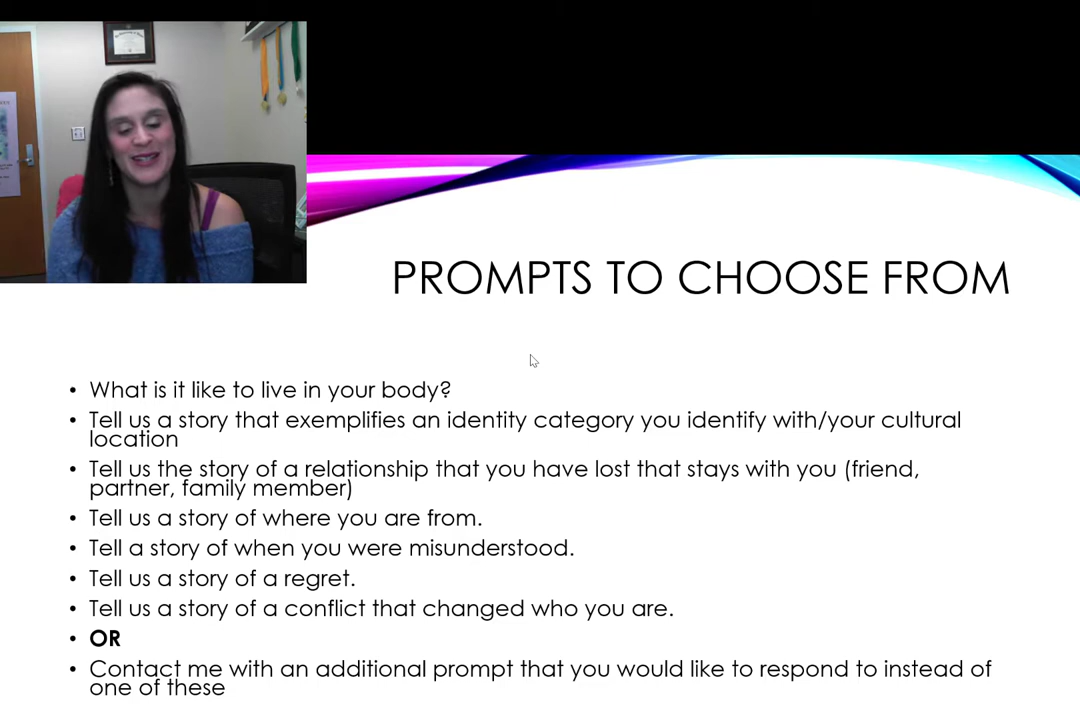 PROMPTS TO CHOOSE FROM
• What is it like to live in your body?
• Tell us a story that exemplifies an identity category you identify with/your cultural
location
• Tell us the story of a relationship that you have lost that stays with you (friend,
partner, family member)
• Tell us a story of where you are from.
• Tell a story of when you were misunderstood.
• Tell us a story of a regret.
• Tell us a story of a conflict that changed who you are.
• OR
• Contact me with an additional prompt that you would like to respond to instead of
one of these